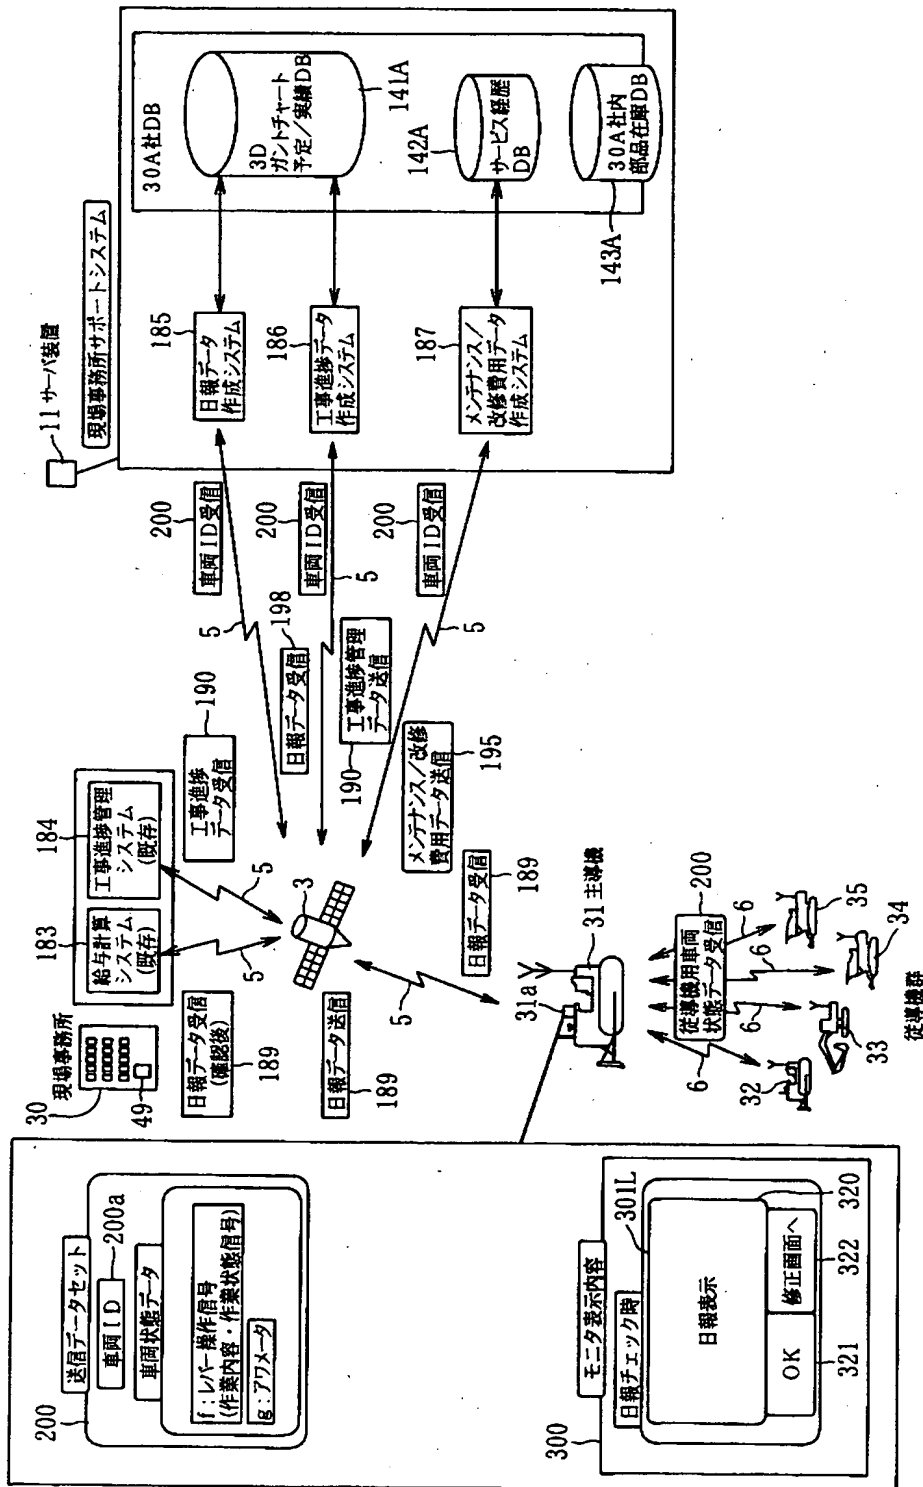 200
送信データセット
車両ID
200a
車両状態データ
f:レバー操作信号
(作業内容・作業状態信号)
g:アワメータ
300
モニタ表示内容
日報チェック時
301L
日報表示
320
OK
修正画面へ
321
322
現場事務所
30
49
183
給与計算
システム
(既存)
184
工事進捗管理
システム
(既存)
日報データ受信
(確認後)
189
日報データ送信
189
5
5
3
工事進捗
データ受信
190
日報データ受信
198
工事進捗管理
データ送信
190
メンテナンス/改修
費用データ送信
195
日報データ受信
189
5
31a
31 主導機
従導機用車両
状態データ受信
200
6
6
6
6
32
33
34
35
従導機群
200
車両ID受信
5
200
車両ID受信
5
200
車両ID受信
5
11 サーバ装置
現場事務所サポートシステム
185
日報データ
作成システム
186
工事進捗データ
作成システム
187
メンテナンス/
改修費用データ
作成システム
30A社DB
3D
ガントチャート
予定/実績DB
141A
142A
サービス経歴
DB
30A社内
部品在庫DB
143A